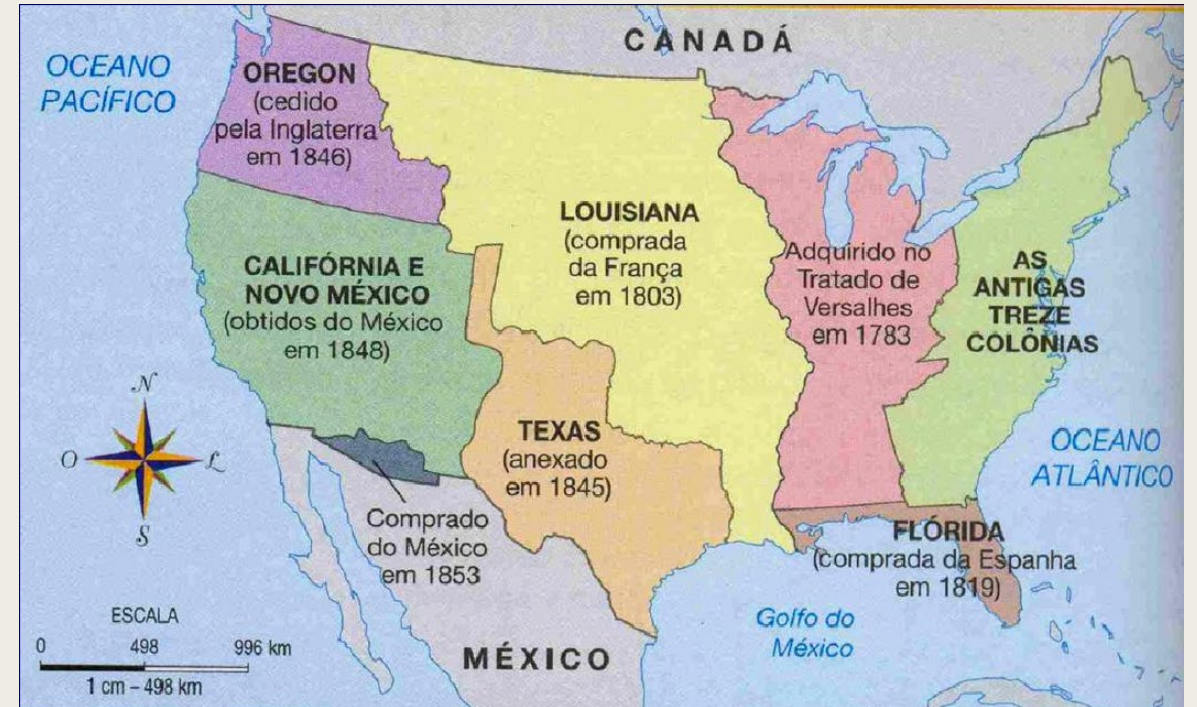 CANADÁ
OCEANO
PACÍFICO
OREGON
(cedido
pela Inglaterra
em 1846)
LOUISIANA
(comprada
da França
em 1803)
Adquirido no
Tratado de
Versalhes
em 1783
AS
ANTIGAS
TREZE
COLÔNIAS
CALIFÓRNIA E
NOVO MÉXICO
(obtidos do México
em 1848)
TEXAS
(anexado
em 1845)
OCEANO
ATLÂNTICO
N
O
L
S
Comprado
do México
em 1853
FLÓRIDA
(comprada da Espanha
em 1819)
Golfo do
México
MÉXICO
ESCALA
0 498 996 km
1 cm – 498 km